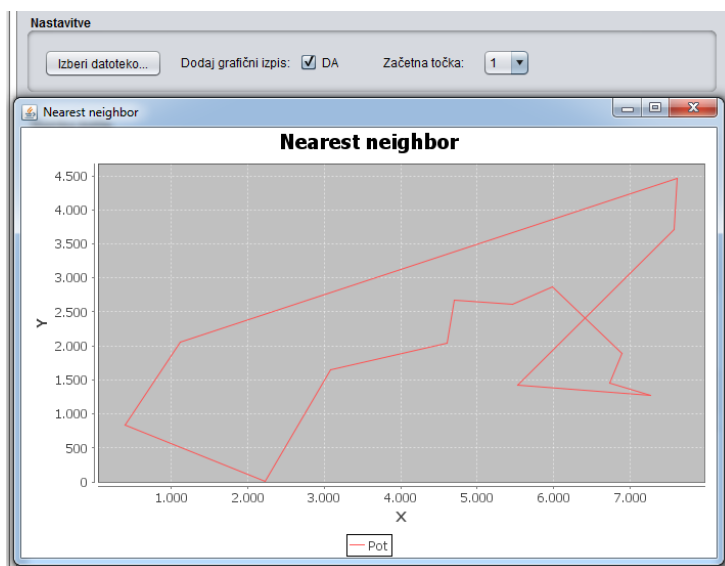 Nastavitve
Izberi datoteko... Dodaj grafični izpis: DA Začetna točka: 1
Nearest neighbor
Nearest neighbor
4.500
4.000
3.500
3.000
2.500
2.000
1.500
1.000
500
0
Y
1.000 2.000 3.000 4.000 5.000 6.000 7.000
X
Pot